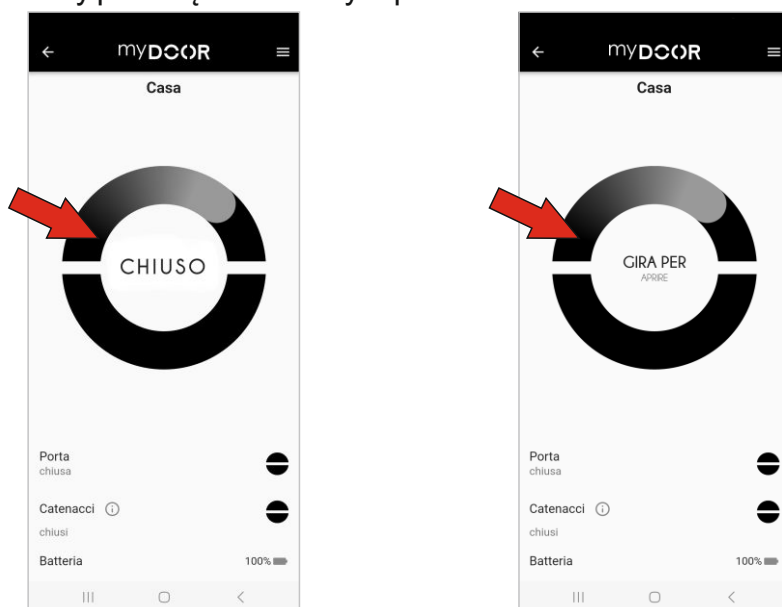 myDOOR
Casa
CHIUSO
Porta
chiusa
Catenacci
chiusi
Batteria 100%
myDOOR
Casa
GIRA PER
APRIRE
Porta
chiusa
Catenacci
chiusi
Batteria 100%